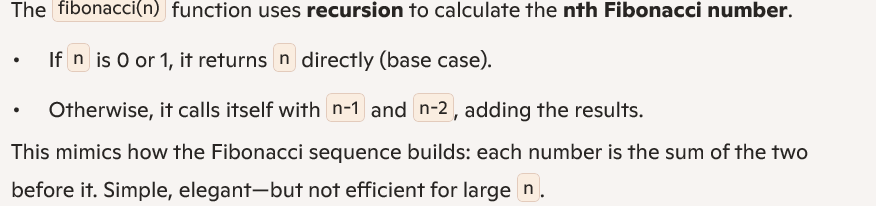 The fibonacci(n) function uses recursion to calculate the nth Fibonacci number.
• If n is 0 or 1, it returns n directly (base case).
• Otherwise, it calls itself with n-1 and n-2, adding the results.
This mimics how the Fibonacci sequence builds: each number is the sum of the two
before it. Simple, elegant—but not efficient for large n.